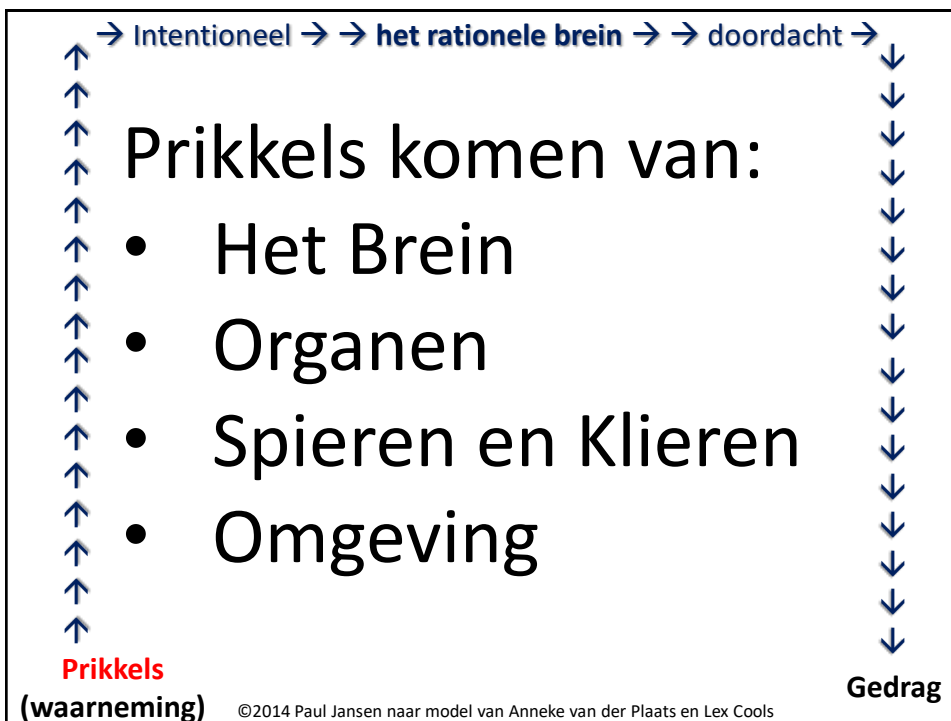 → Intentioneel → → het rationele brein → → doordacht →
Prikkels komen van:
• Het Brein
• Organen
• Spieren en Klieren
• Omgeving
Prikkels
(waarneming)
Gedrag
©2014 Paul Jansen naar model van Anneke van der Plaats en Lex Cools